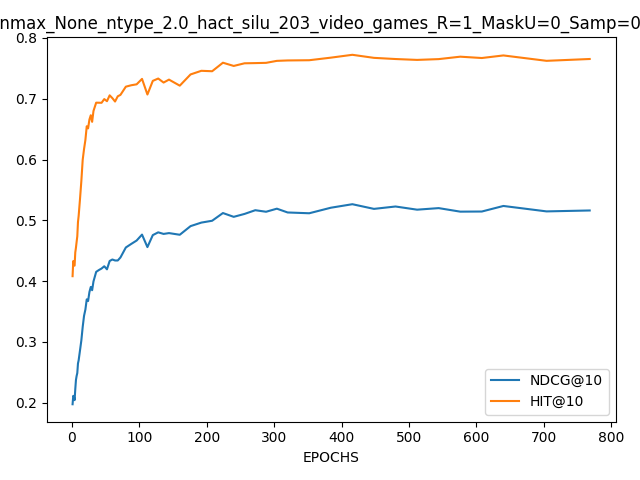 nmax_None_ntype_2.0_hact_silu_203_video_games_R=1_MaskU=0_Samp=0
0.8
0.7
0.6
0.5
0.4
0.3
0.2
NDCG@10
HIT@10
0 100 200 300 400 500 600 700 800
EPOCHS